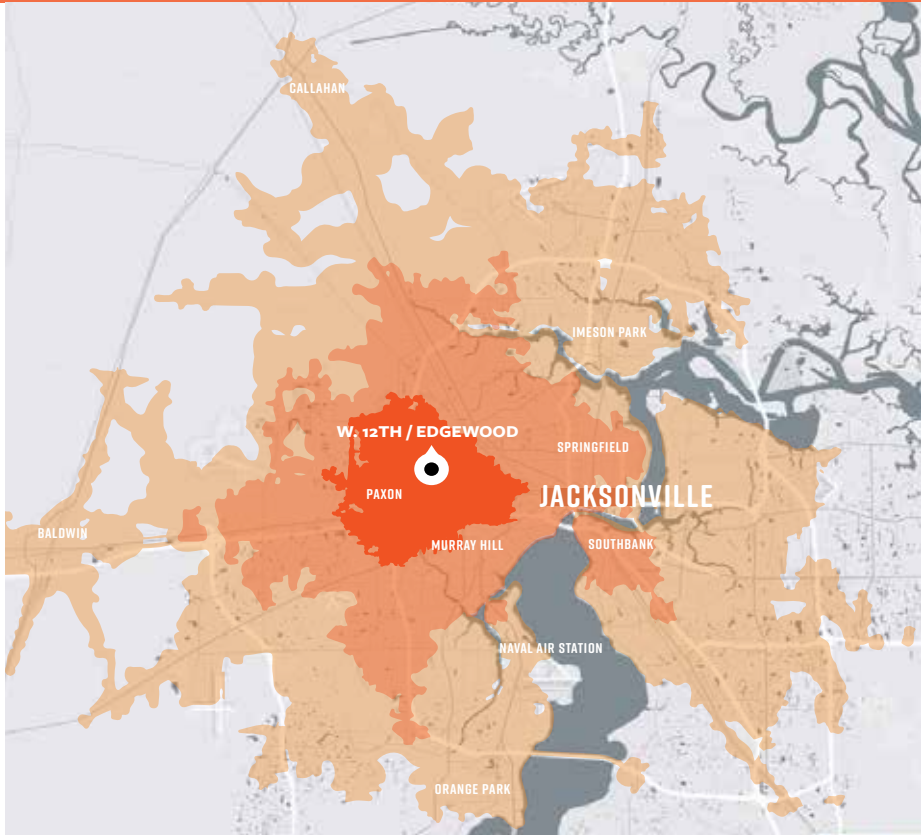 CALLAHAN
IMESON PARK
W. 12TH / EDGEWOOD
SPRINGFIELD
PAXON
JACKSONVILLE
BALDWIN
MURRAY HILL
SOUTHBANK
NAVAL AIR STATION
ORANGE PARK